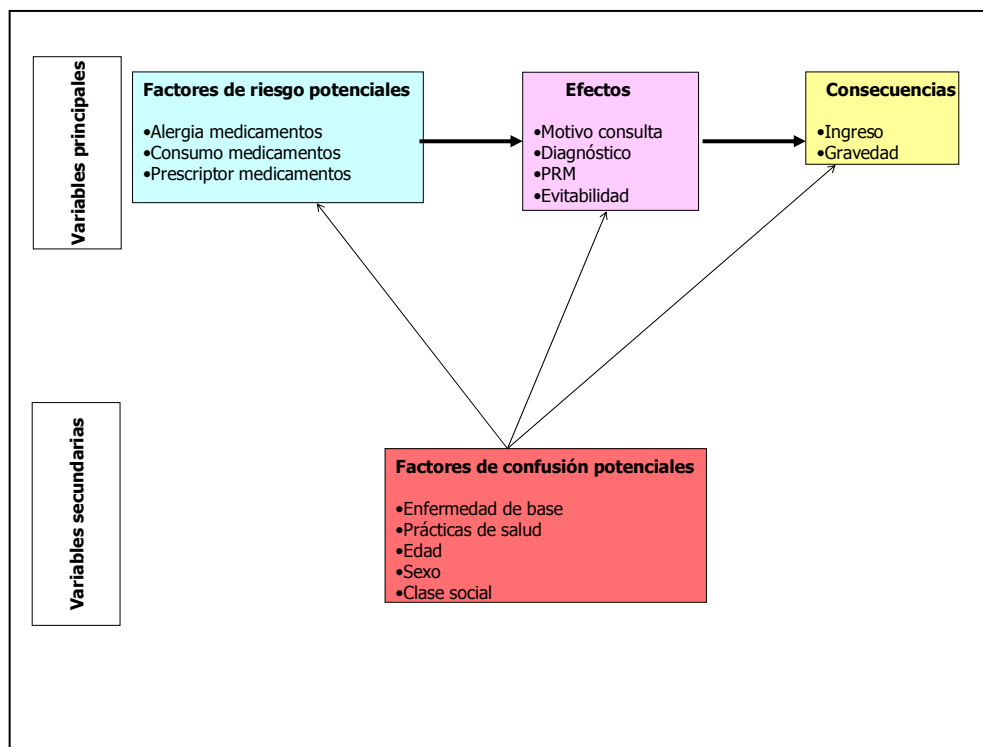 Variables principales
Factores de riesgo potenciales
•Alergia medicamentos
•Consumo medicamentos
•Prescriptor medicamentos
Efectos
•Motivo consulta
•Diagnóstico
•PRM
•Evitabilidad
Consecuencias
•Ingreso
•Gravedad
Variables secundarias
Factores de confusión potenciales
•Enfermedad de base
•Prácticas de salud
•Edad
•Sexo
•Clase social